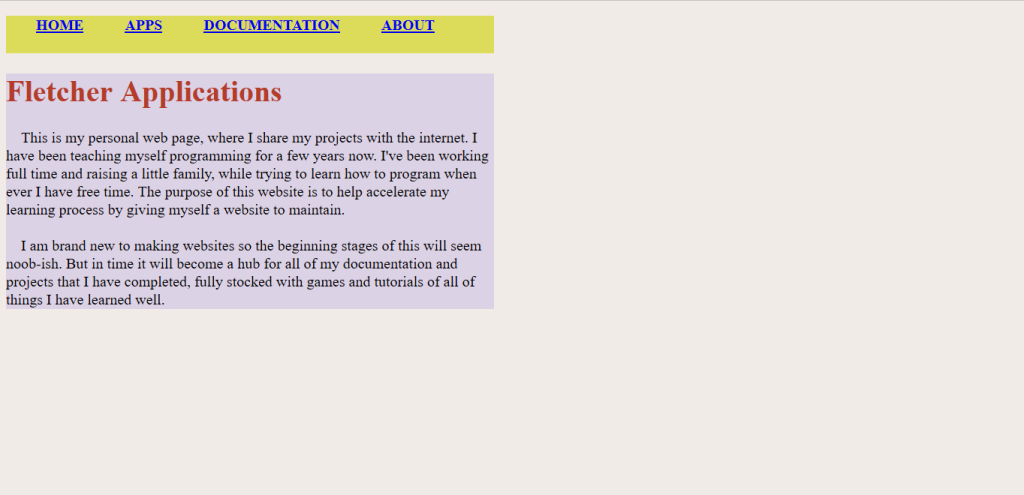 HOME APPS DOCUMENTATION ABOUT
Fletcher Applications
This is my personal web page, where I share my projects with the internet. I
have been teaching myself programming for a few years now. I've been working
full time and raising a little family, while trying to learn how to program when
ever I have free time. The purpose of this website is to help accelerate my
learning process by giving myself a website to maintain.
I am brand new to making websites so the beginning stages of this will seem
noob-ish. But in time it will become a hub for all of my documentation and
projects that I have completed, fully stocked with games and tutorials of all of
things I have learned well.